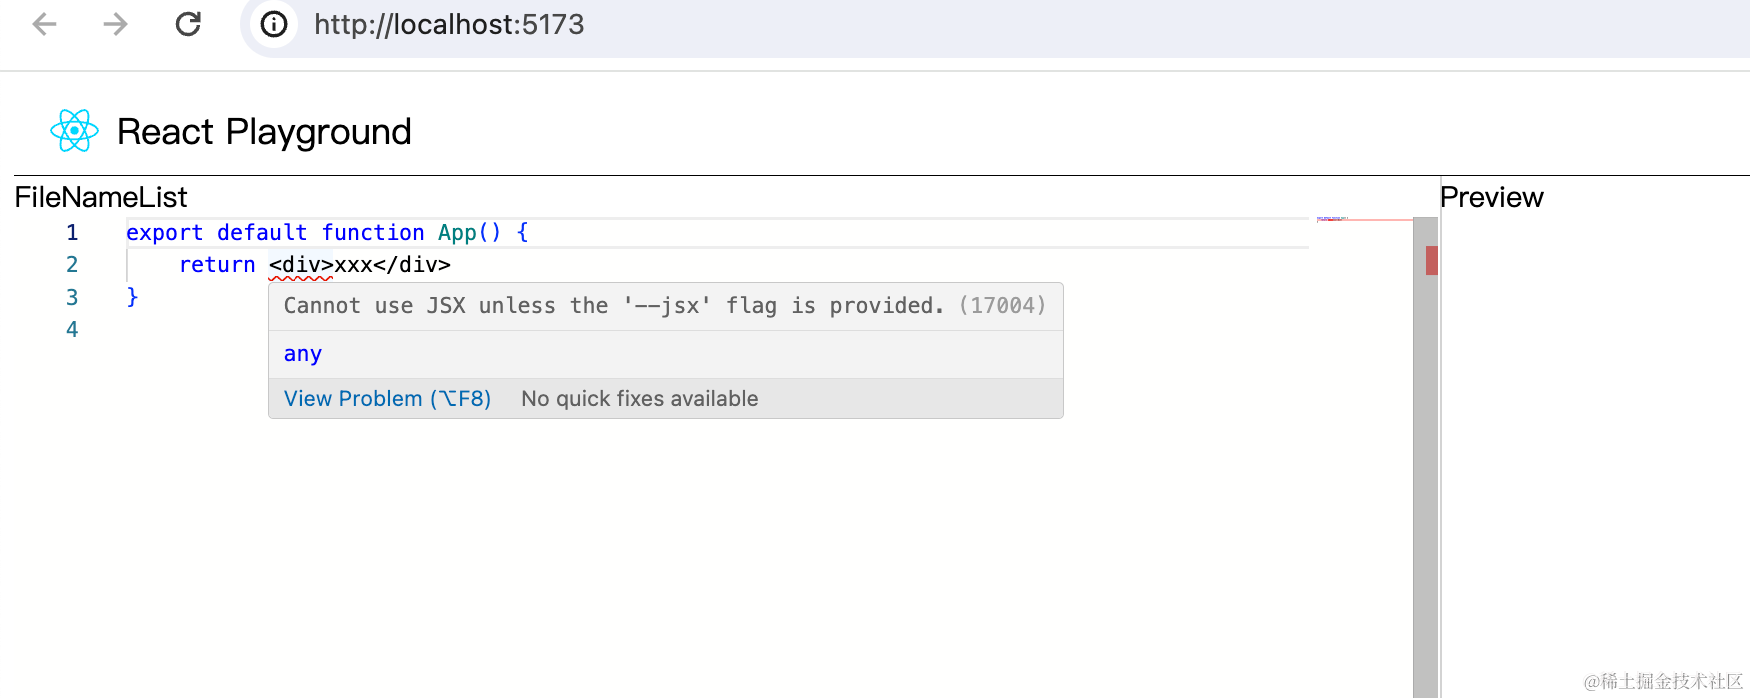 http://localhost:5173
React Playground
FileNameList
Preview
1 export default function App() {
2 return <div>xxx</div>
3 }
4
Cannot use JSX unless the '--jsx' flag is provided. (17004)
any
View Problem (⌥F8) No quick fixes available
@稀土掘金技术社区